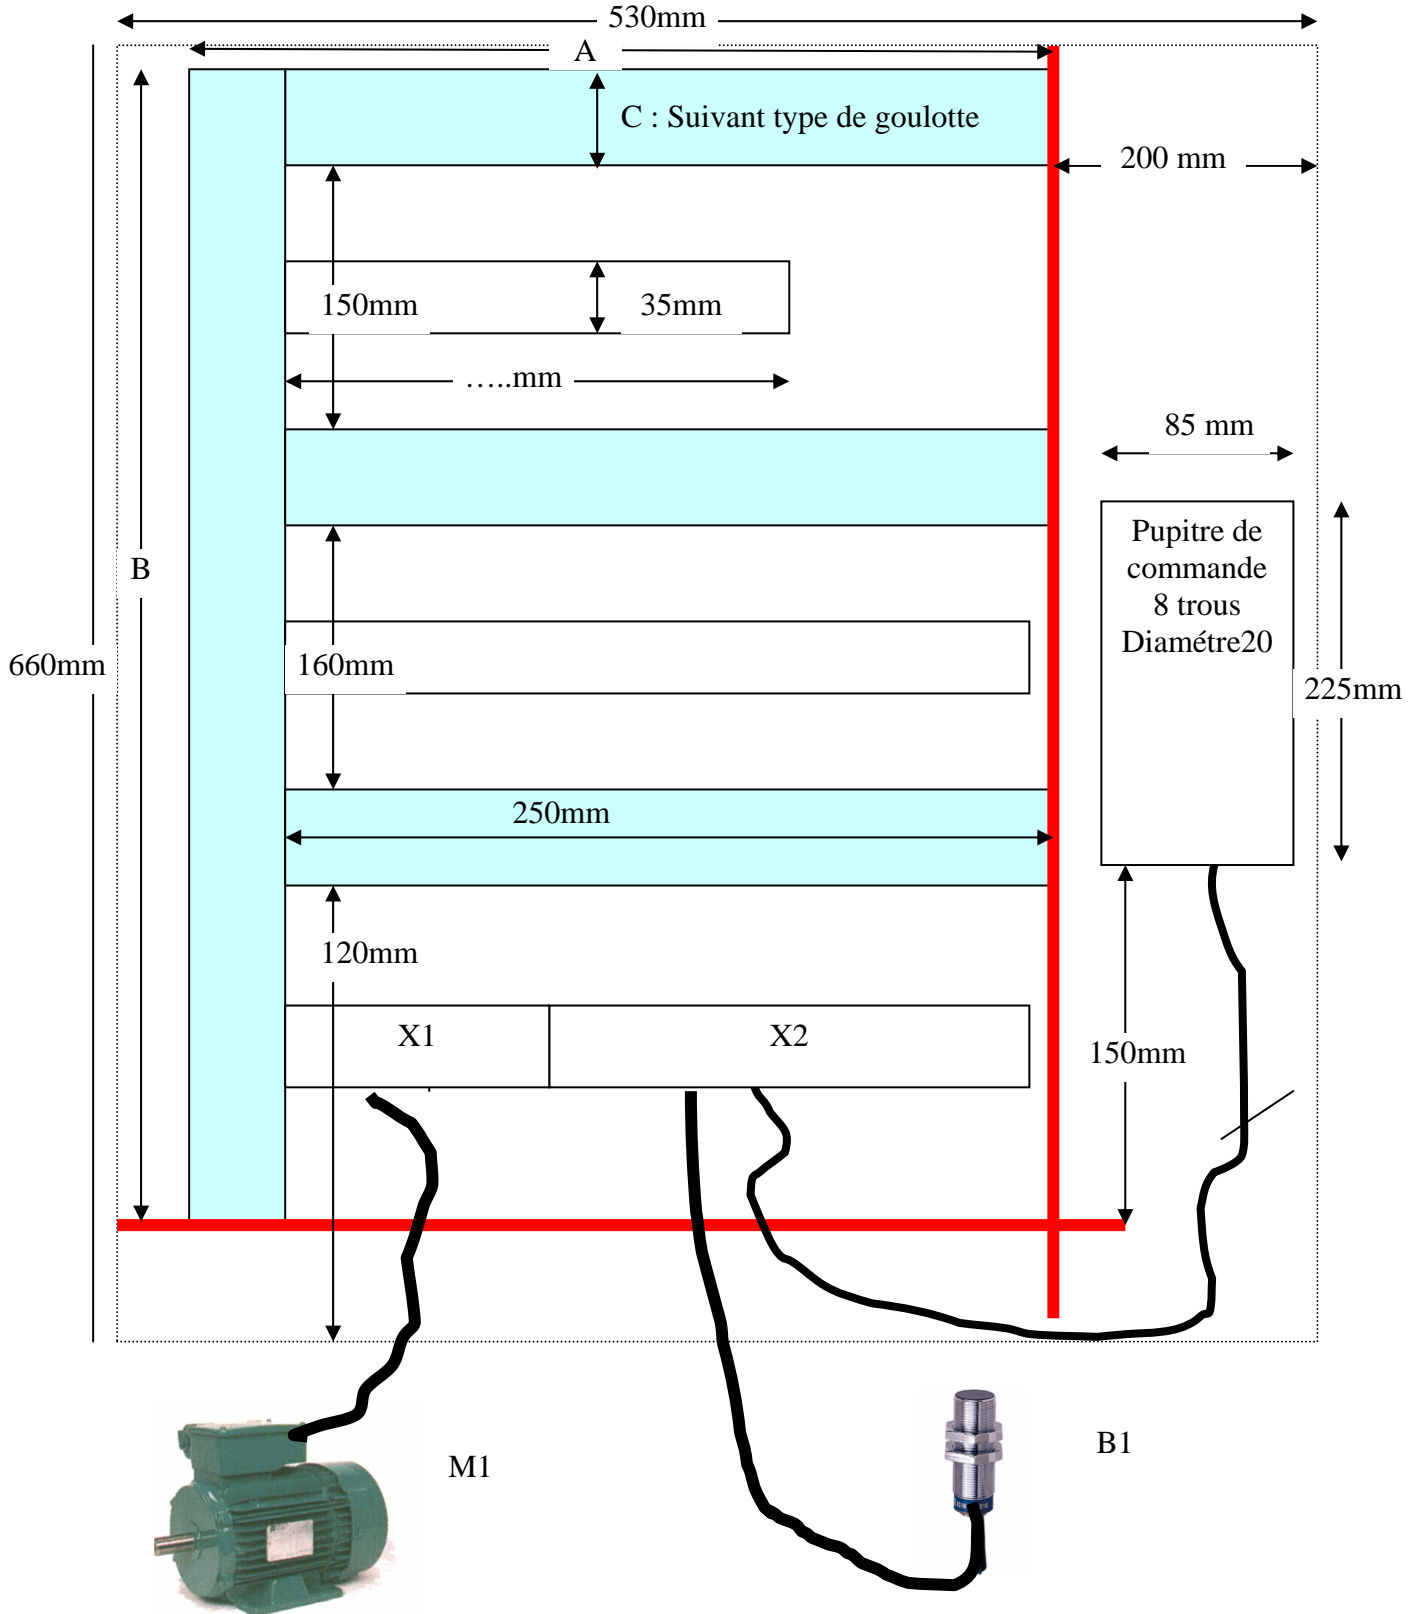 530mm
A
C : Suivant type de goulotte
200 mm
150mm
35mm
…..mm
85 mm
Pupitre de
commande
8 trous
Diamétre20
B
660mm
160mm
225mm
250mm
120mm
X1
X2
150mm
B1
M1